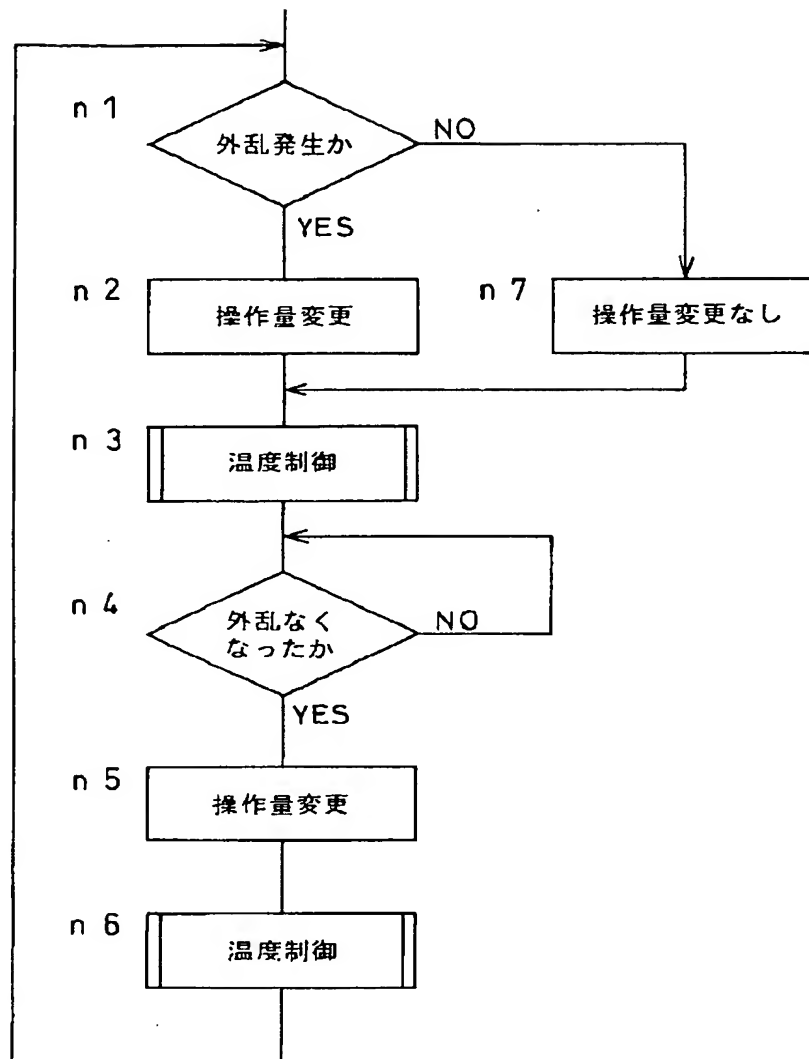 n 1
外乱発生か
NO
YES
n 2
操作量変更
n 7
操作量変更なし
n 3
温度制御
n 4
外乱なく
なったか
NO
YES
n 5
操作量変更
n 6
温度制御